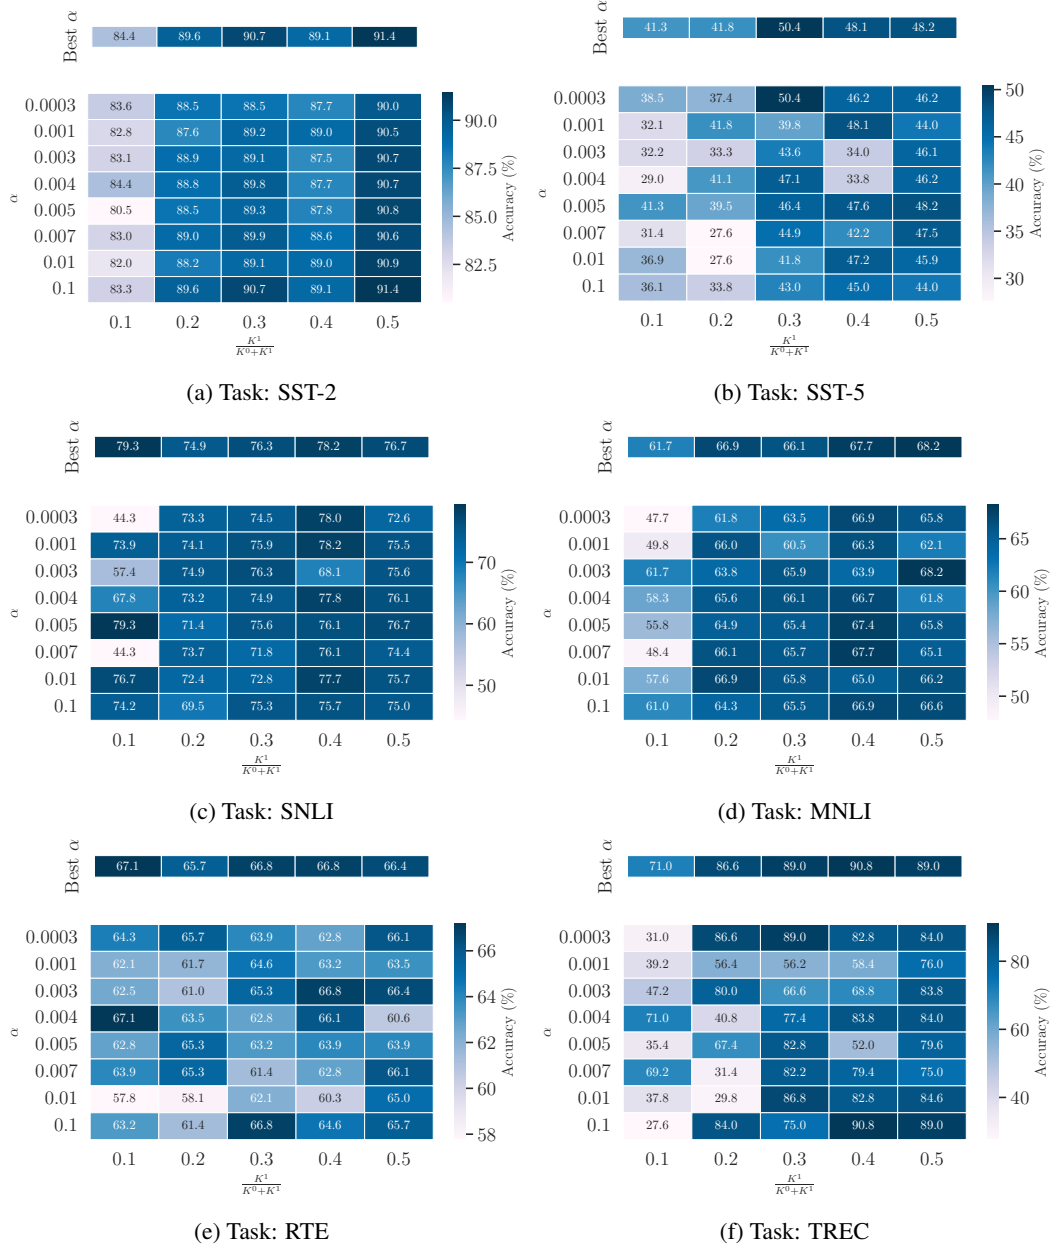 Best α 84.4 89.6 90.7 89.1 91.4
0.0003 83.6 88.5 88.5 87.7 90.0
0.001 82.8 87.6 89.2 89.0 90.5
0.003 83.1 88.9 89.1 87.5 90.7
0.004 84.4 88.8 89.8 87.7 90.7
0.005 80.5 88.5 89.3 87.8 90.8
0.007 83.0 89.0 89.9 88.6 90.6
0.01 82.0 88.2 89.1 89.0 90.9
0.1 83.3 89.6 90.7 89.1 91.4
α
0.1 0.2 0.3 0.4 0.5
K¹
K⁰+K¹
90.0
87.5
85.0
82.5
Accuracy (%)
(a) Task: SST-2
Best α 41.3 41.8 50.4 48.1 48.2
0.0003 38.5 37.4 50.4 46.2 46.2
0.001 32.1 41.8 39.8 48.1 44.0
0.003 32.2 33.3 43.6 34.0 46.1
0.004 29.0 41.1 47.1 33.8 46.2
0.005 41.3 39.5 46.4 47.6 48.2
0.007 31.4 27.6 44.9 42.2 47.5
0.01 36.9 27.6 41.8 47.2 45.9
0.1 36.1 33.8 43.0 45.0 44.0
α
0.1 0.2 0.3 0.4 0.5
K¹
K⁰+K¹
50
45
40
35
30
Accuracy (%)
(b) Task: SST-5
Best α 79.3 74.9 76.3 78.2 76.7
0.0003 44.3 73.3 74.5 78.0 72.6
0.001 73.9 74.1 75.9 78.2 75.5
0.003 57.4 74.9 76.3 68.1 75.6
0.004 67.8 73.2 74.9 77.8 76.1
0.005 79.3 71.4 75.6 76.1 76.7
0.007 44.3 73.7 71.8 76.1 74.4
0.01 76.7 72.4 72.8 77.7 75.7
0.1 74.2 69.5 75.3 75.7 75.0
α
0.1 0.2 0.3 0.4 0.5
K¹
K⁰+K¹
70
60
50
Accuracy (%)
(c) Task: SNLI
Best α 61.7 66.9 66.1 67.7 68.2
0.0003 47.7 61.8 63.5 66.9 65.8
0.001 49.8 66.0 60.5 66.3 62.1
0.003 61.7 63.8 65.9 63.9 68.2
0.004 58.3 65.6 66.1 66.7 61.8
0.005 55.8 64.9 65.4 67.4 65.8
0.007 48.4 66.1 65.7 67.7 65.1
0.01 57.6 66.9 65.8 65.0 66.2
0.1 61.0 64.3 65.5 66.9 66.6
α
0.1 0.2 0.3 0.4 0.5
K¹
K⁰+K¹
65
60
55
50
Accuracy (%)
(d) Task: MNLI
Best α 67.1 65.7 66.8 66.8 66.4
0.0003 64.3 65.7 63.9 62.8 66.1
0.001 62.1 61.7 64.6 63.2 63.5
0.003 62.5 61.0 65.3 66.8 66.4
0.004 67.1 63.5 62.8 66.1 60.6
0.005 62.8 65.3 63.2 63.9 63.9
0.007 63.9 65.3 61.4 62.8 66.1
0.01 57.8 58.1 62.1 60.3 65.0
0.1 63.2 61.4 66.8 64.6 65.7
α
0.1 0.2 0.3 0.4 0.5
K¹
K⁰+K¹
66
64
62
60
58
Accuracy (%)
(e) Task: RTE
Best α 71.0 86.6 89.0 90.8 89.0
0.0003 31.0 86.6 89.0 82.8 84.0
0.001 39.2 56.4 56.2 58.4 76.0
0.003 47.2 80.0 66.6 68.8 83.8
0.004 71.0 40.8 77.4 83.8 84.0
0.005 35.4 67.4 82.8 52.0 79.6
0.007 69.2 31.4 82.2 79.4 75.0
0.01 37.8 29.8 86.8 82.8 84.6
0.1 27.6 84.0 75.0 90.8 89.0
α
0.1 0.2 0.3 0.4 0.5
K¹
K⁰+K¹
80
60
40
Accuracy (%)
(f) Task: TREC